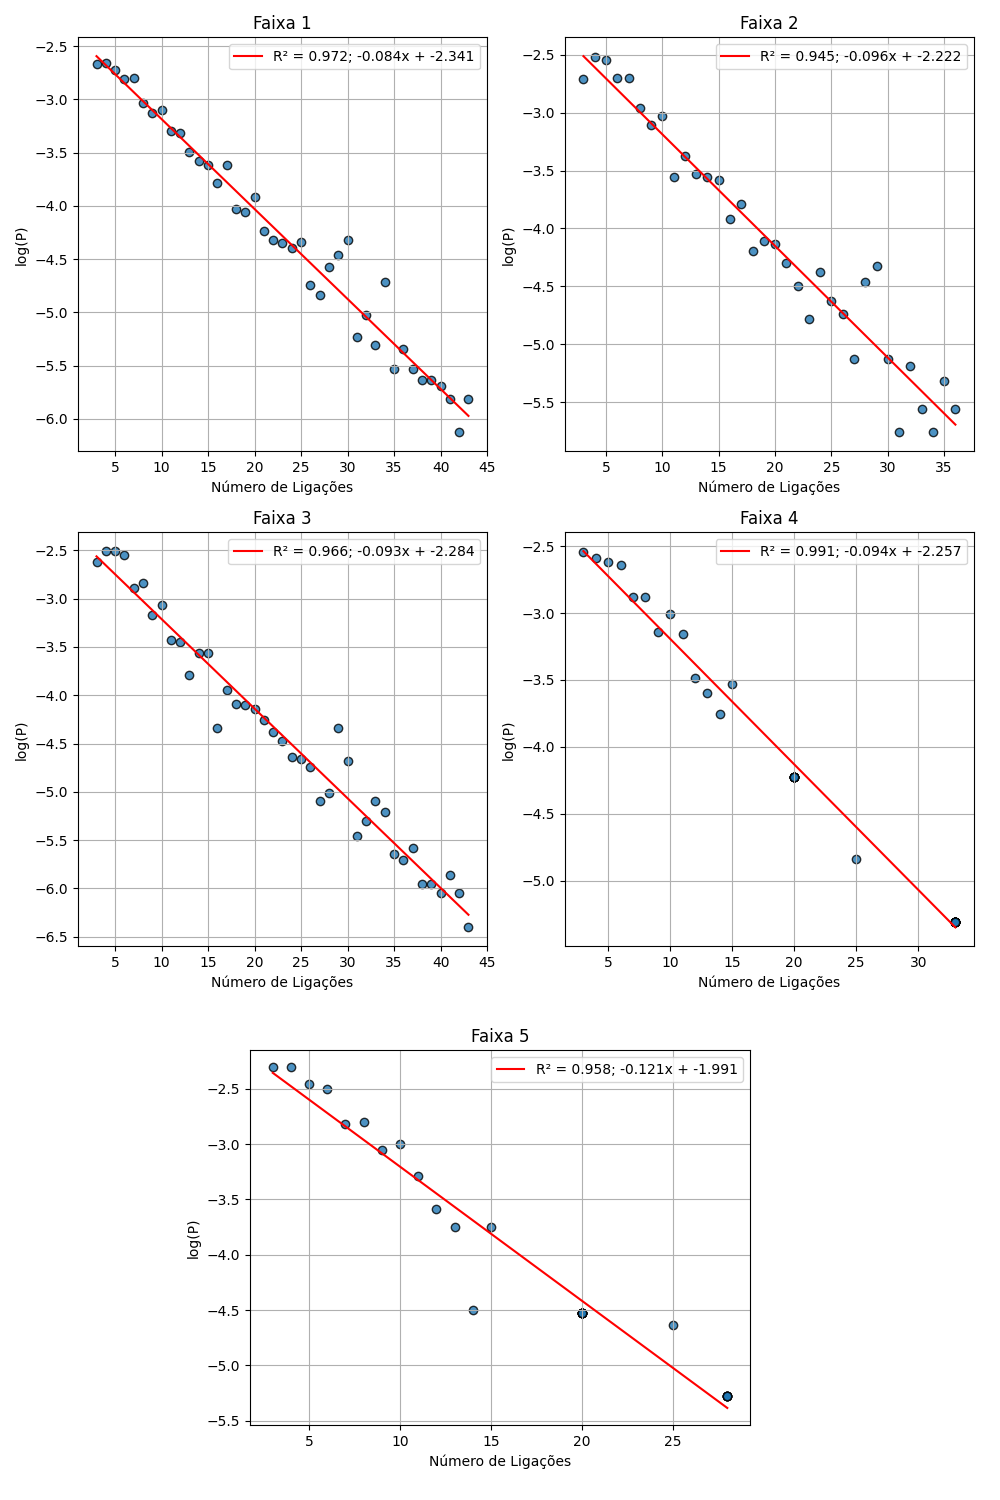 Faixa 1
R² = 0.972; -0.084x + -2.341
−2.5
−3.0
−3.5
−4.0
−4.5
−5.0
−5.5
−6.0
log(P)
5 10 15 20 25 30 35 40 45
Número de Ligações
Faixa 2
R² = 0.945; -0.096x + -2.222
−2.5
−3.0
−3.5
−4.0
−4.5
−5.0
−5.5
log(P)
5 10 15 20 25 30 35
Número de Ligações
Faixa 3
R² = 0.966; -0.093x + -2.284
−2.5
−3.0
−3.5
−4.0
−4.5
−5.0
−5.5
−6.0
−6.5
log(P)
5 10 15 20 25 30 35 40 45
Número de Ligações
Faixa 4
R² = 0.991; -0.094x + -2.257
−2.5
−3.0
−3.5
−4.0
−4.5
−5.0
log(P)
5 10 15 20 25 30
Número de Ligações
Faixa 5
R² = 0.958; -0.121x + -1.991
−2.5
−3.0
−3.5
−4.0
−4.5
−5.0
−5.5
log(P)
5 10 15 20 25
Número de Ligações